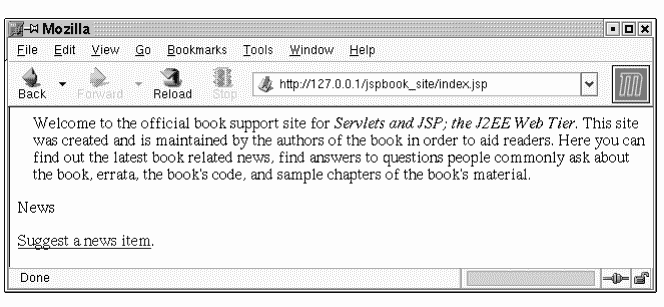 Mozilla
File Edit View Go Bookmarks Tools Window Help
Back Forward Reload Stop http://127.0.0.1/jspbook_site/index.jsp
Welcome to the official book support site for Servlets and JSP; the J2EE Web Tier. This site
was created and is maintained by the authors of the book in order to aid readers. Here you can
find out the latest book related news, find answers to questions people commonly ask about
the book, errata, the book's code, and sample chapters of the book's material.
News
Suggest a news item.
Done